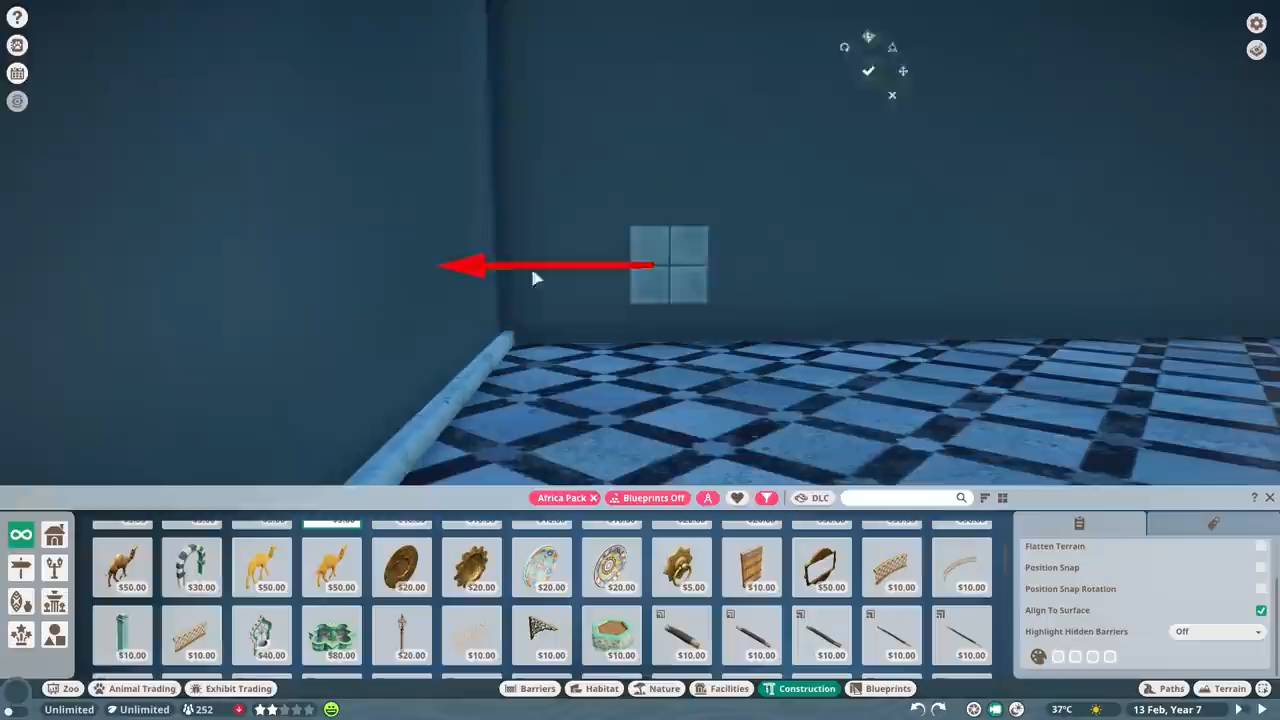 Africa Pack Blueprints Off DLC
Flatten Terrain
Position Snap
Position Snap Rotation
Align To Surface
Highlight Hidden Barriers Off
$50.00 $30.00 $50.00 $50.00 $20.00 $20.00 $20.00 $20.00 $5.00 $10.00 $50.00 $10.00 $10.00
$10.00 $10.00 $40.00 $80.00 $20.00 $10.00 $10.00 $10.00 $10.00 $10.00 $10.00 $10.00 $10.00
Zoo Animal Trading Exhibit Trading Barriers Habitat Nature Facilities Construction Blueprints Paths Terrain
Unlimited Unlimited 252 37°C 13 Feb, Year 7